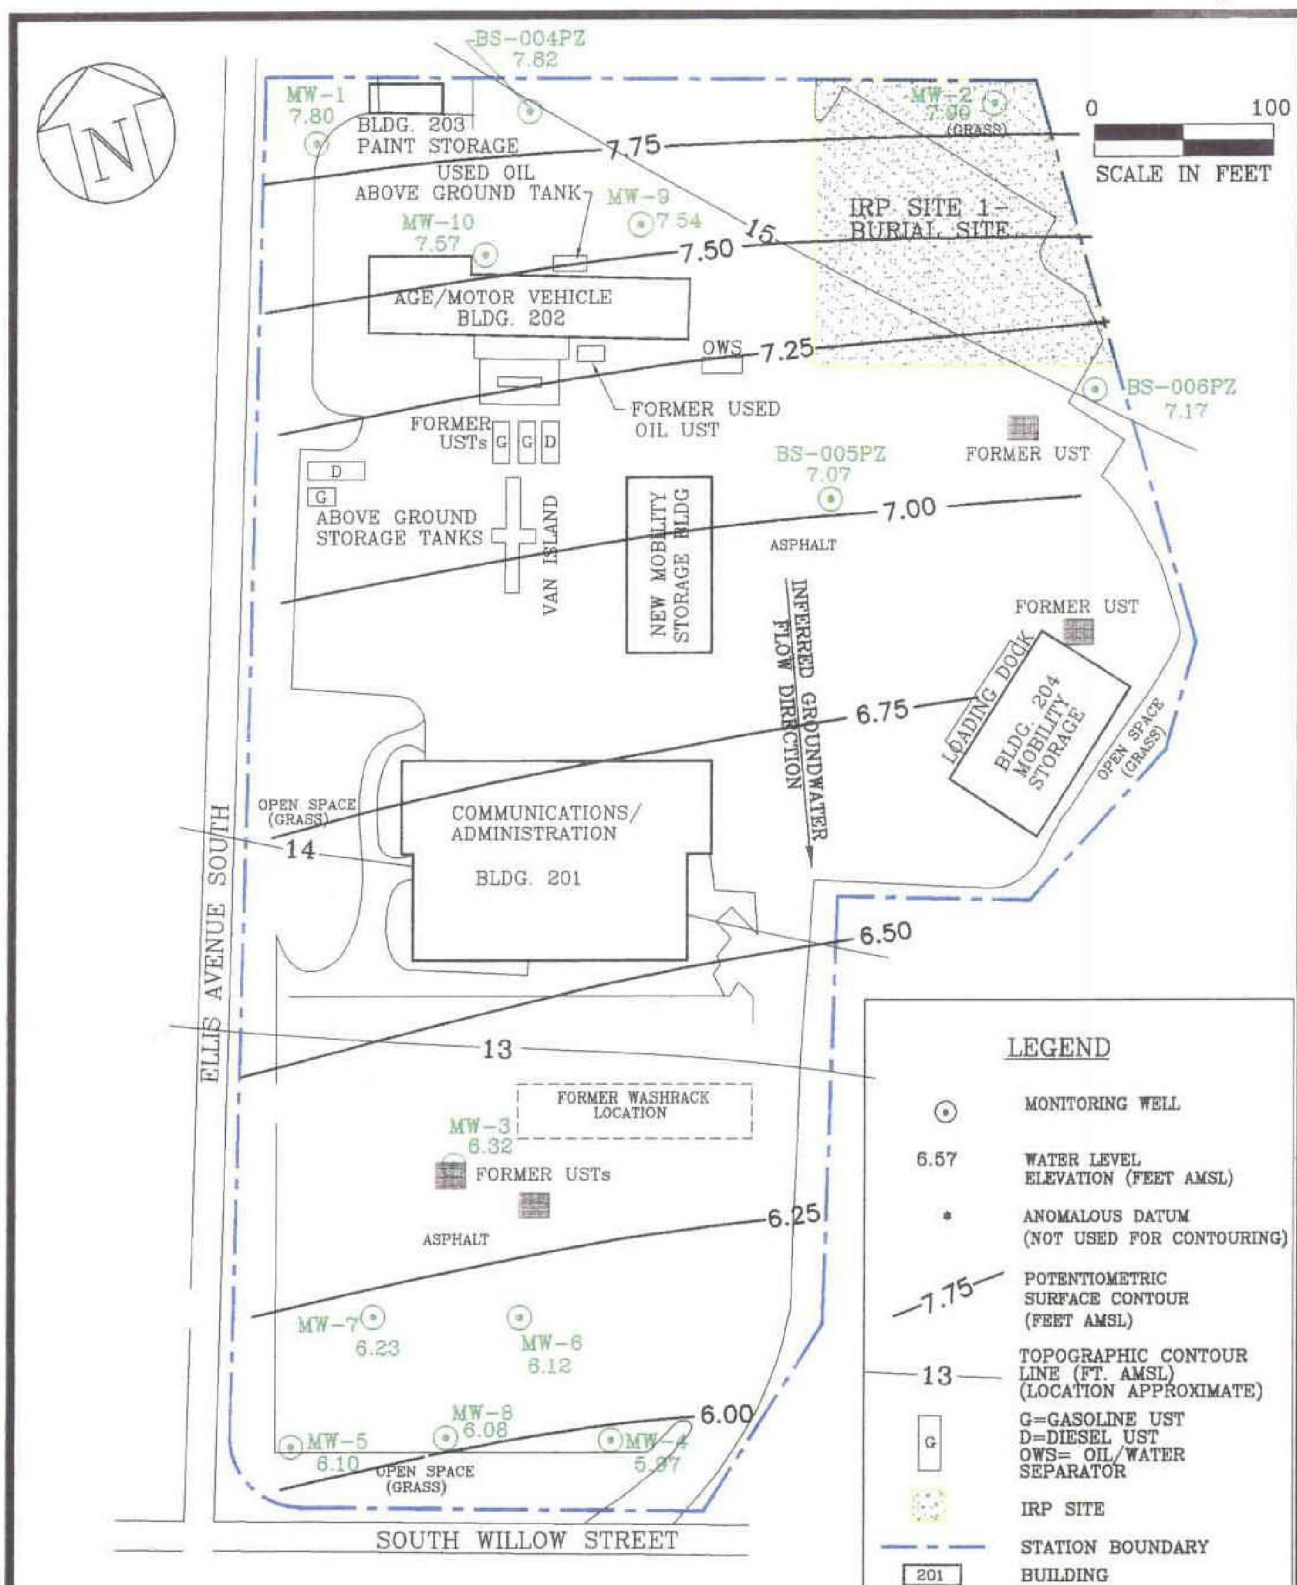 BS-004PZ
7.82
MW-1
7.80
BLDG. 203
PAINT STORAGE
MW-2
7.90
(GRASS)
0 100
SCALE IN FEET
N
7.75
USED OIL
ABOVE GROUND TANK
MW-9
7.54
MW-10
7.57
15
IRP SITE 1-
BURIAL SITE
7.50
AGE/MOTOR VEHICLE
BLDG. 202
7.25
OWS
BS-006PZ
7.17
FORMER USED
OIL UST
FORMER
USTs
G G D
FORMER UST
D
G
ABOVE GROUND
STORAGE TANKS
VAN ISLAND
NEW MOBILITY
STORAGE BLDG
BS-005PZ
7.07
7.00
ASPHALT
INFERRED GROUNDWATER
FLOW DIRECTION
FORMER UST
LOADING DOCK
BLDG. 204
MOBILITY
STORAGE
OPEN SPACE
(GRASS)
6.75
OPEN SPACE
(GRASS)
14
COMMUNICATIONS/
ADMINISTRATION
BLDG. 201
ELLIS AVENUE SOUTH
6.50
13
FORMER WASHRACK
LOCATION
MW-3
6.32
FORMER USTs
ASPHALT
6.25
MW-7
6.23
MW-6
6.12
6.00
MW-8
6.08
MW-5
6.10
MW-4
5.97
OPEN SPACE
(GRASS)
SOUTH WILLOW STREET
LEGEND
MONITORING WELL
6.57 WATER LEVEL
ELEVATION (FEET AMSL)
* ANOMALOUS DATUM
(NOT USED FOR CONTOURING)
7.75 POTENTIOMETRIC
SURFACE CONTOUR
(FEET AMSL)
13 TOPOGRAPHIC CONTOUR
LINE (FT. AMSL)
(LOCATION APPROXIMATE)
G G=GASOLINE UST
D=DIESEL UST
OWS= OIL/WATER
SEPARATOR
IRP SITE
STATION BOUNDARY
201 BUILDING